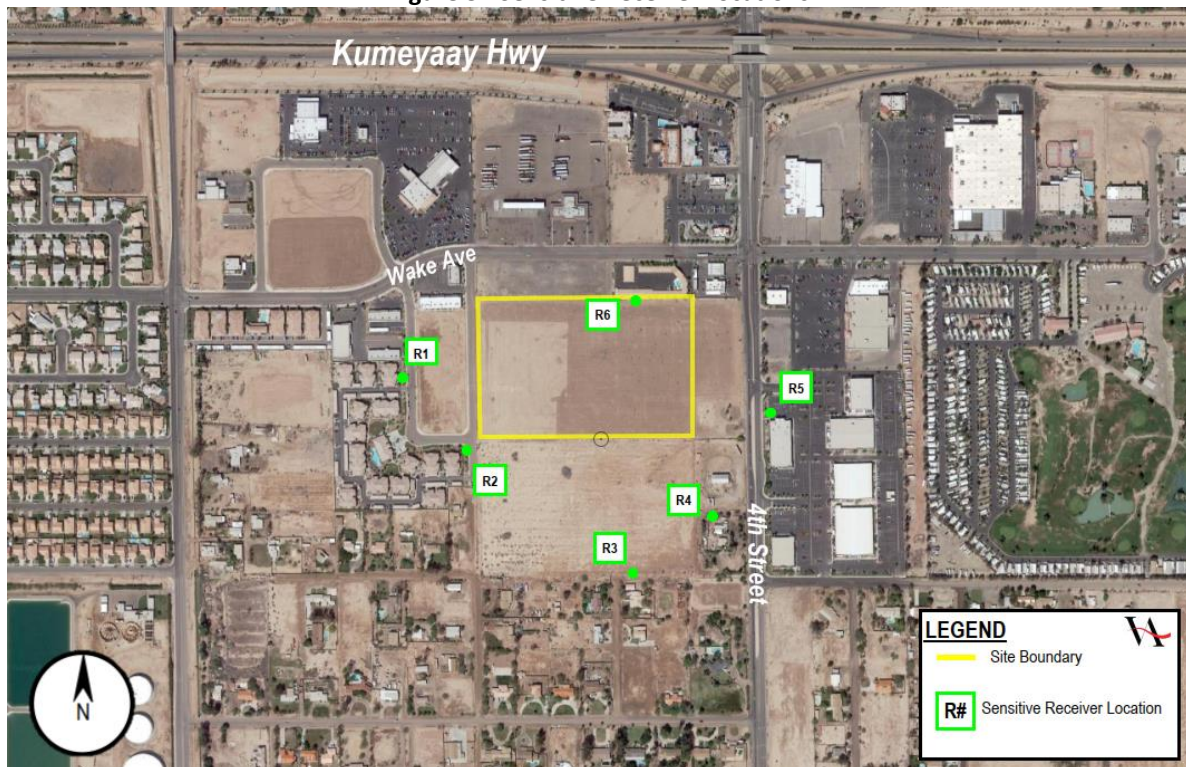 Kumeyaay Hwy
Wake Ave
R6
R1
R5
R2
R4
R3
4th Street
N
LEGEND
Site Boundary
R#
Sensitive Receiver Location